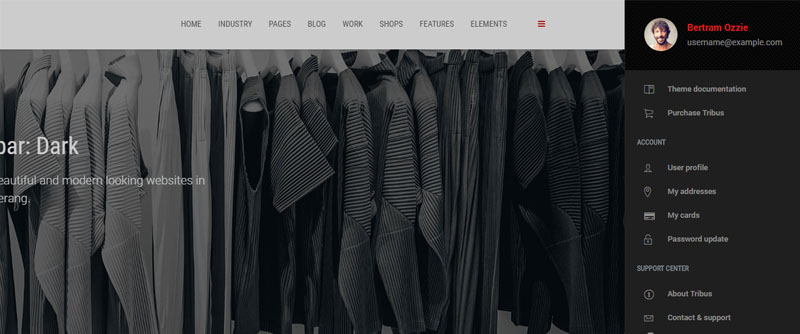 HOME INDUSTRY PAGES BLOG WORK SHOPS FEATURES ELEMENTS
bar: Dark
eautiful and modern looking websites in
erang.
Bertram Ozzie
username@example.com
Theme documentation
Purchase Tribus
ACCOUNT
User profile
My addresses
My cards
Password update
SUPPORT CENTER
About Tribus
Contact & support